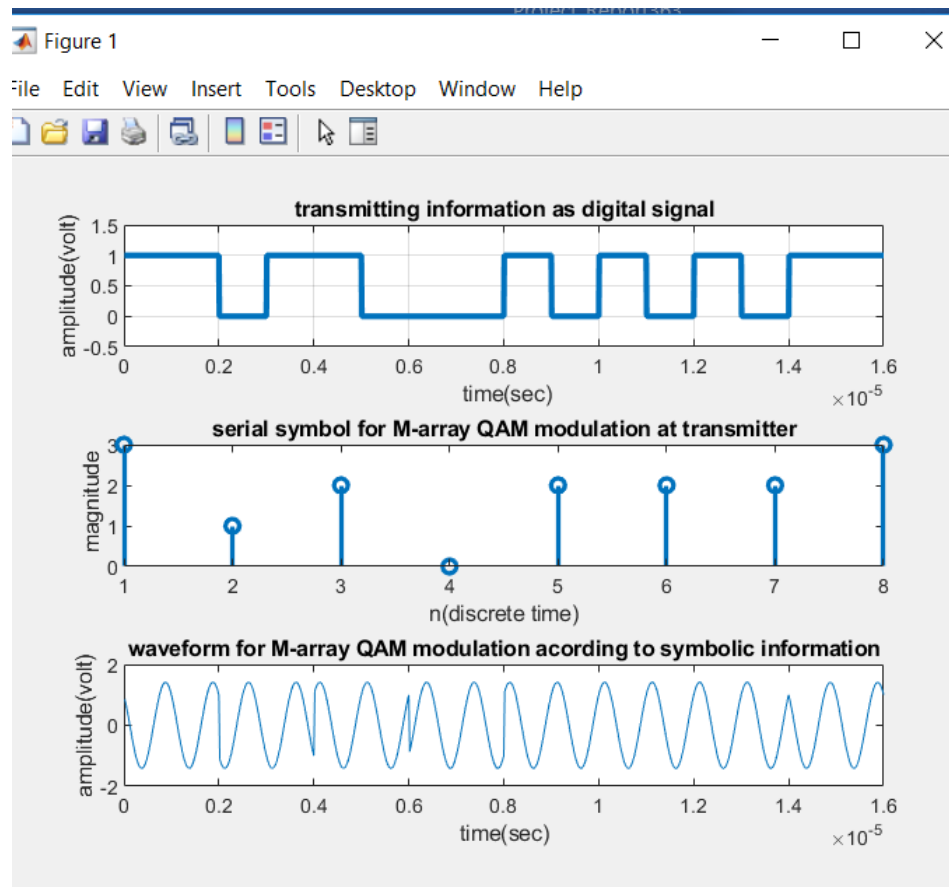 Figure 1
File Edit View Insert Tools Desktop Window Help
transmitting information as digital signal
amplitude(volt)
1.5
1
0.5
0
-0.5
0 0.2 0.4 0.6 0.8 1 1.2 1.4 1.6
time(sec)
×10-5
serial symbol for M-array QAM modulation at transmitter
magnitude
3
2
1
0
1 2 3 4 5 6 7 8
n(discrete time)
waveform for M-array QAM modulation acording to symbolic information
amplitude(volt)
2
0
-2
0 0.2 0.4 0.6 0.8 1 1.2 1.4 1.6
time(sec)
×10-5